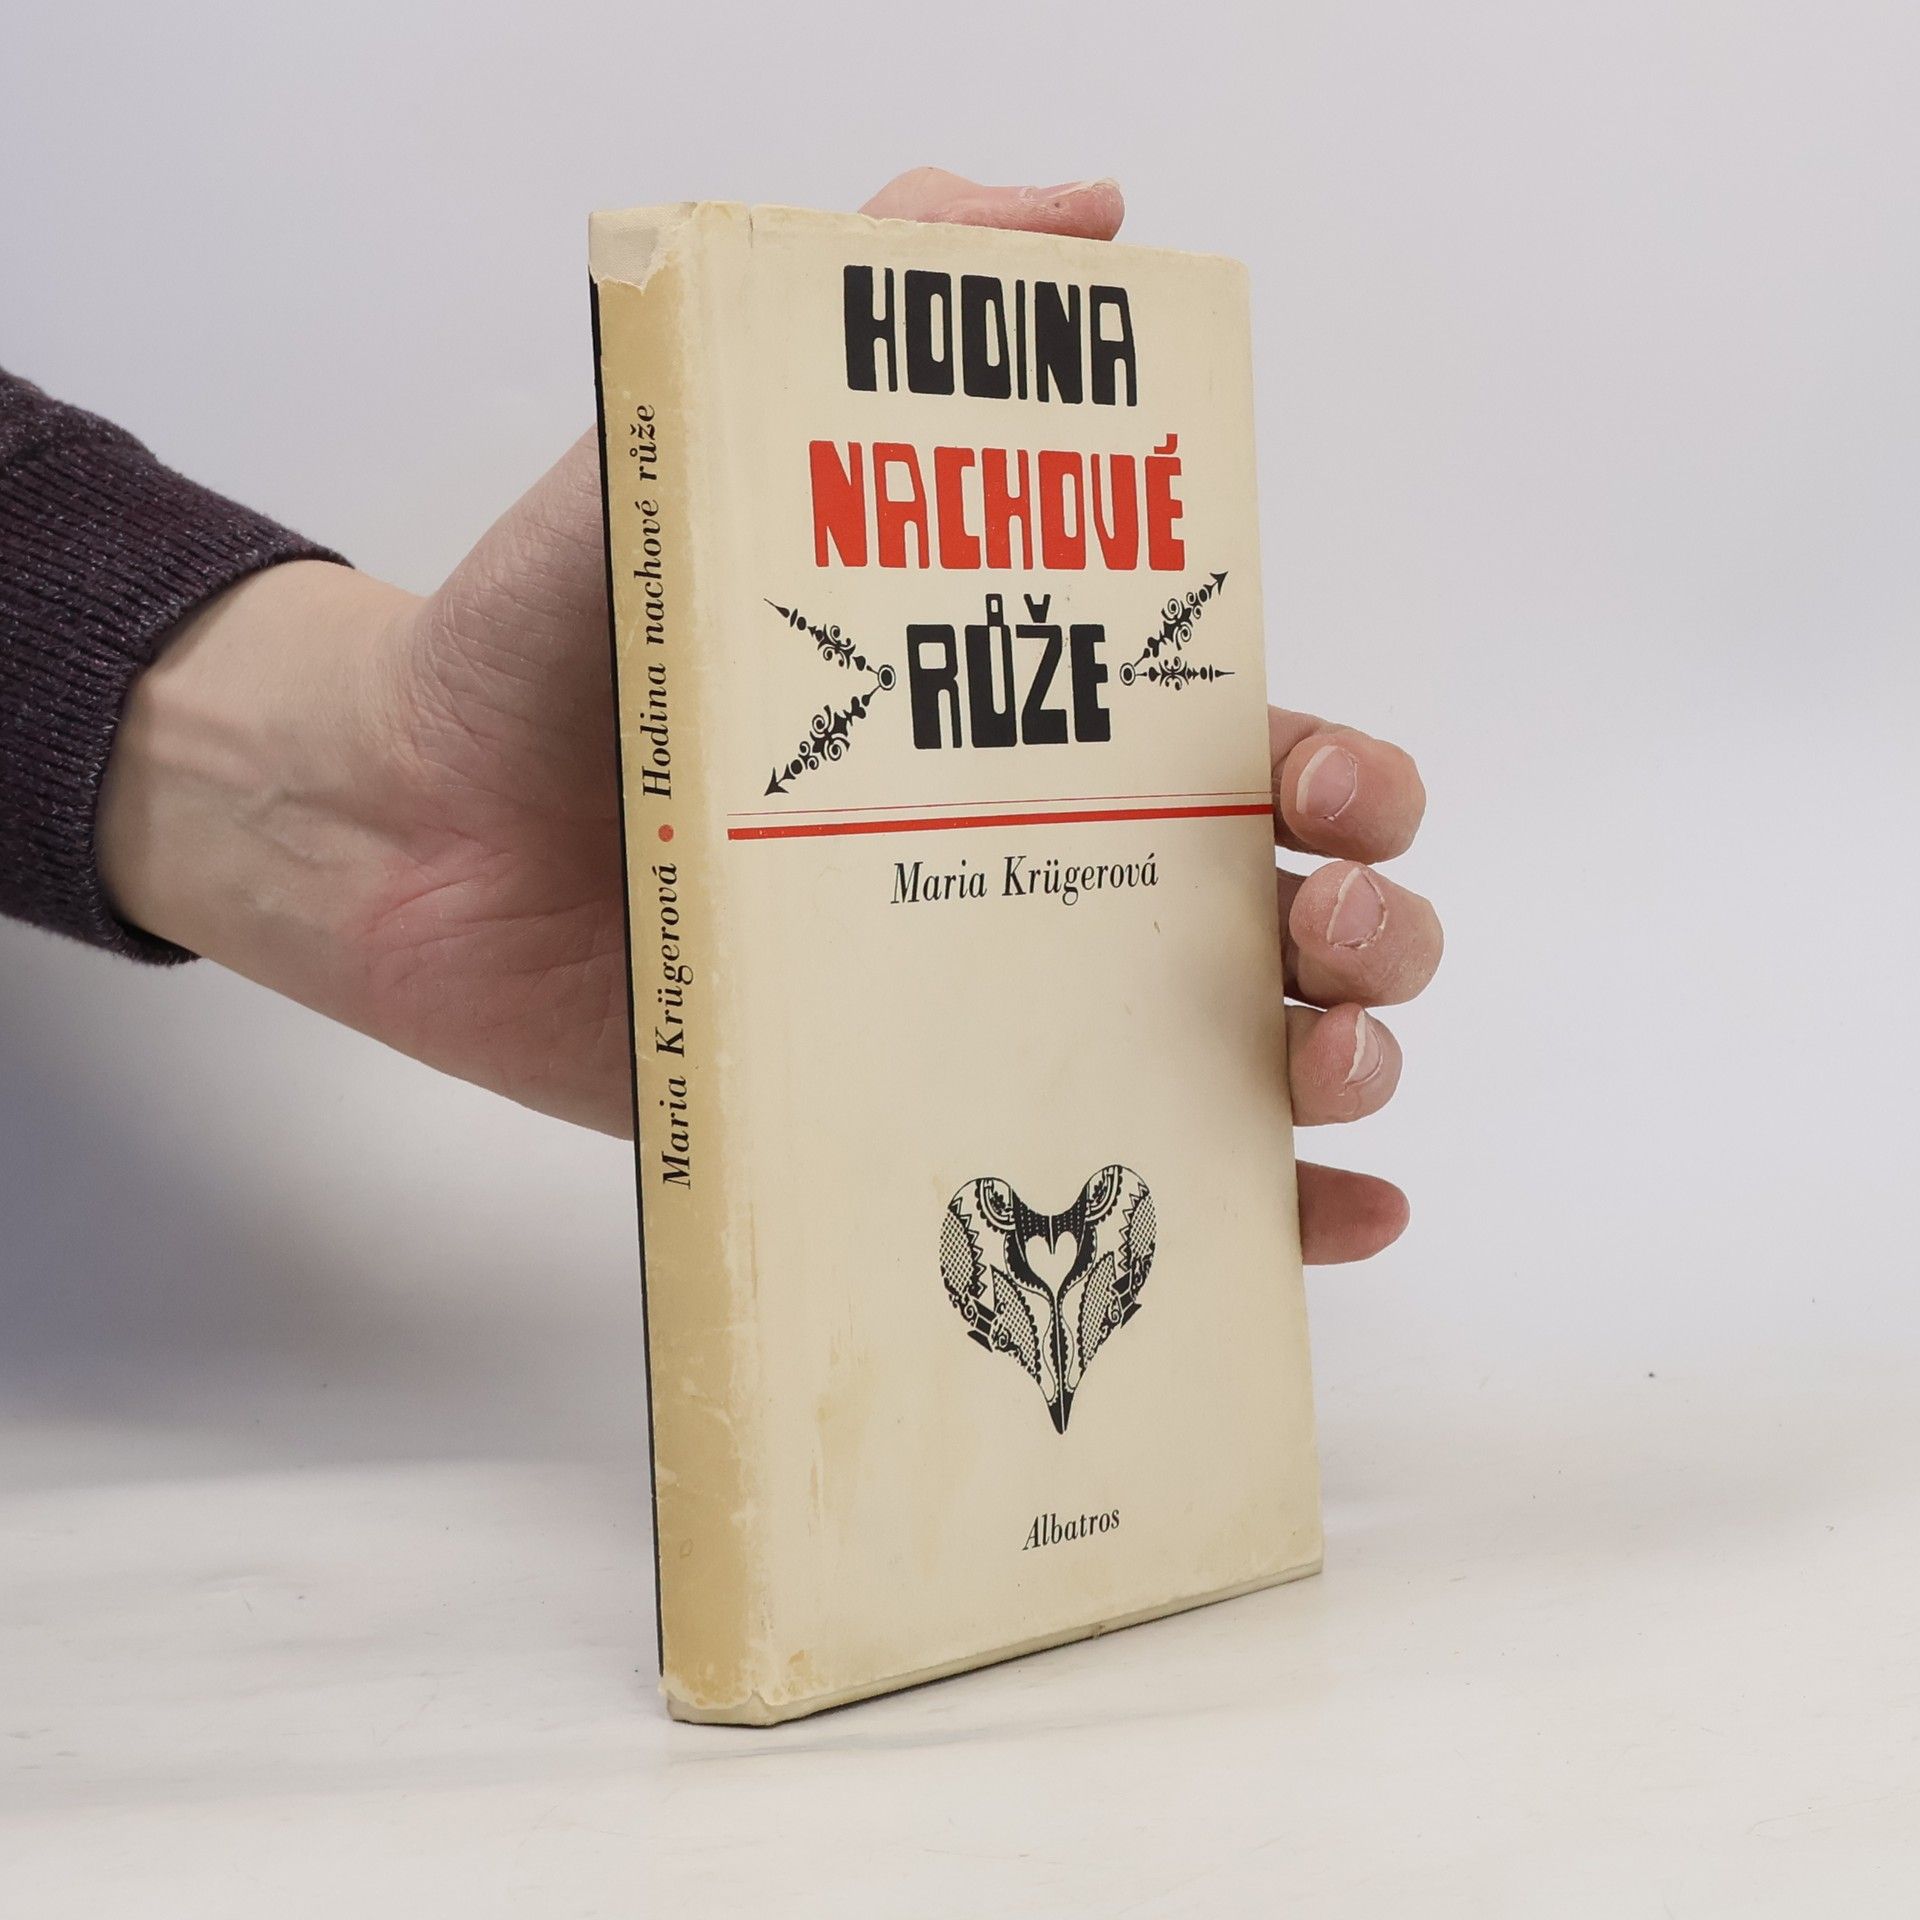 HODINA
NACHOVÉ
RŮŽE
Maria Krügerová
Albatros
Maria Krügerová • Hodina nachové růže